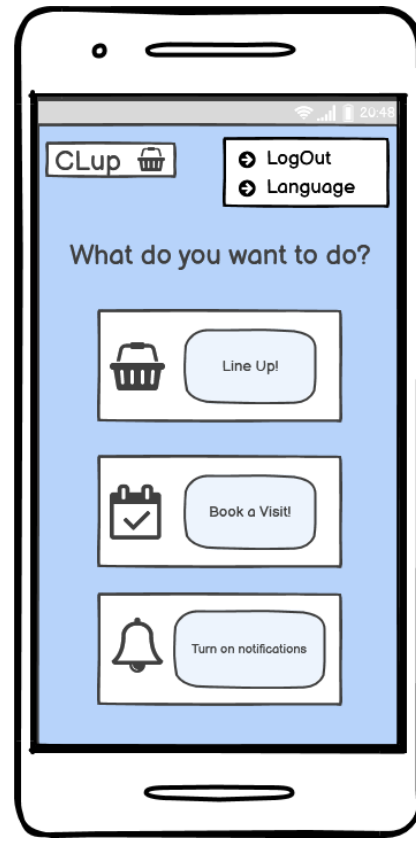 20:48
CLup
LogOut
Language
What do you want to do?
Line Up!
Book a Visit!
Turn on notifications